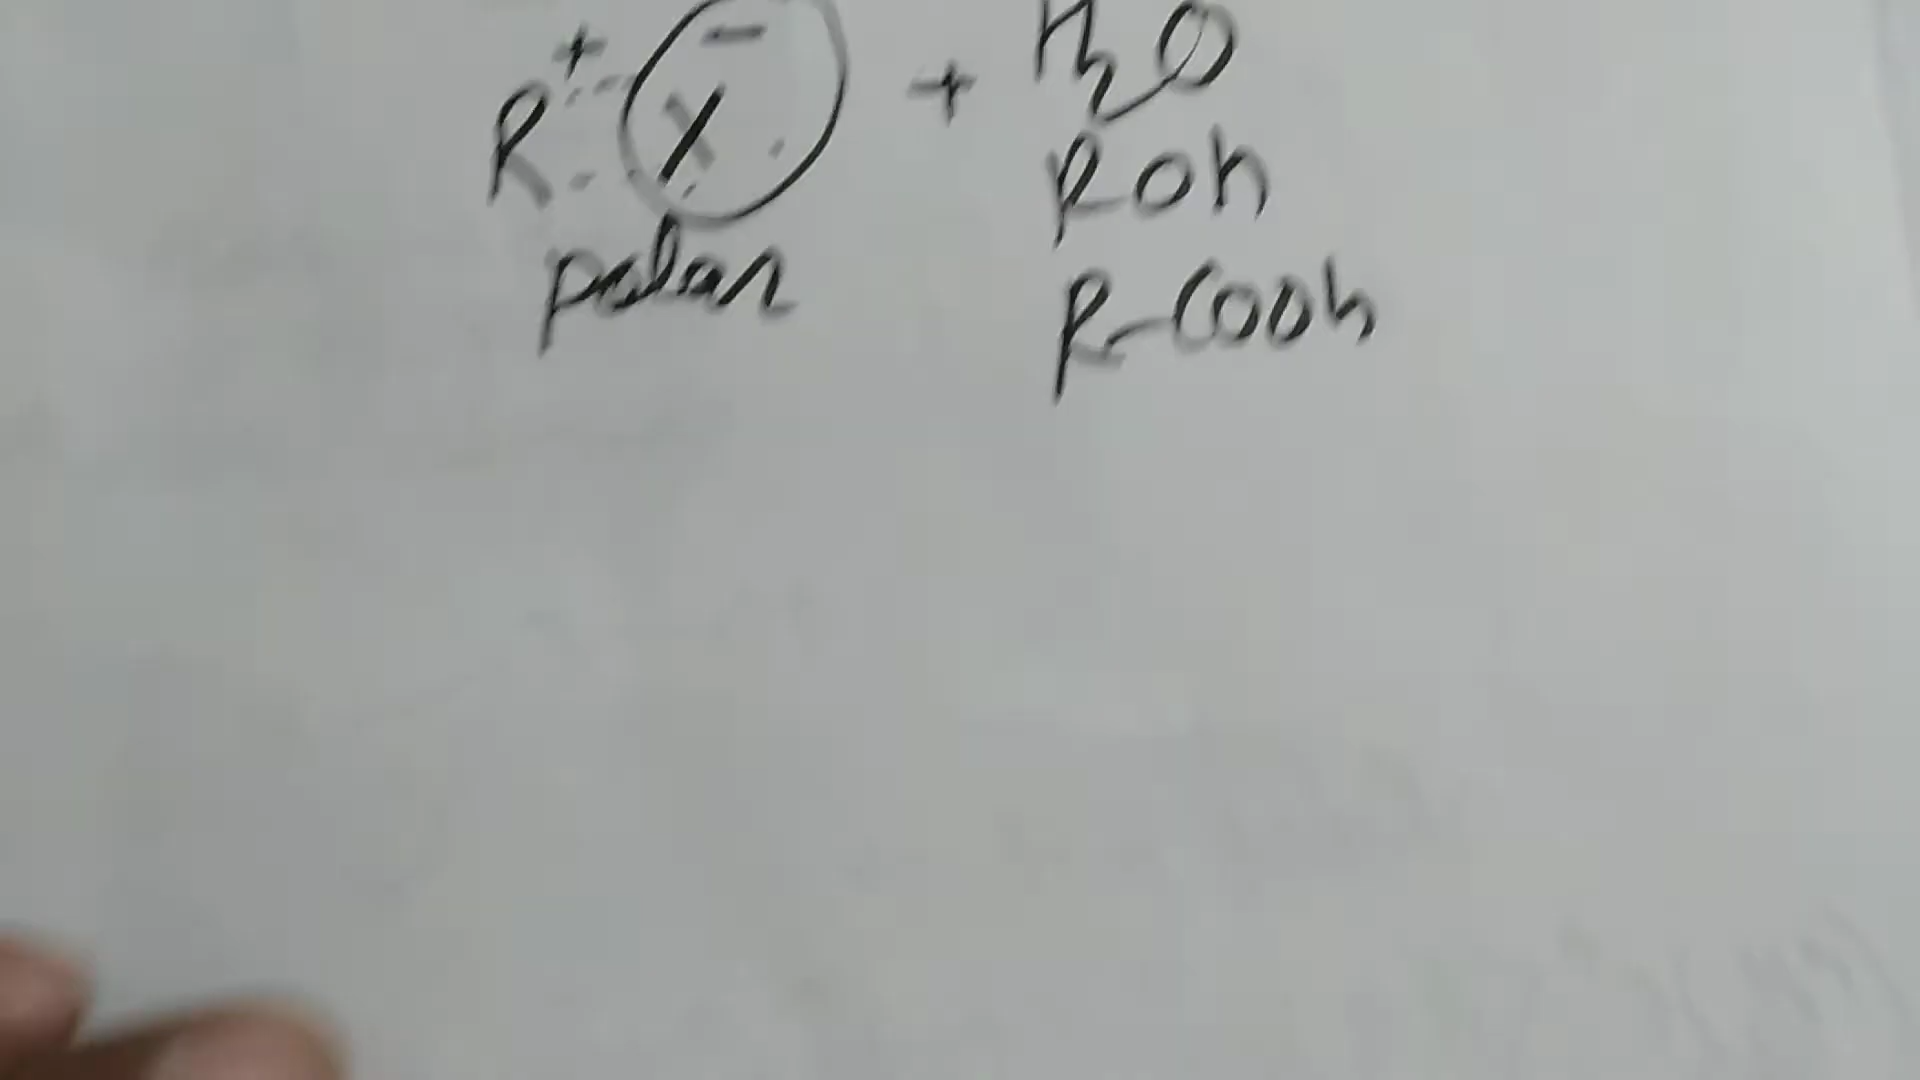 R⁺ X⁻ + H₂O
ROh
polar
R-COOh